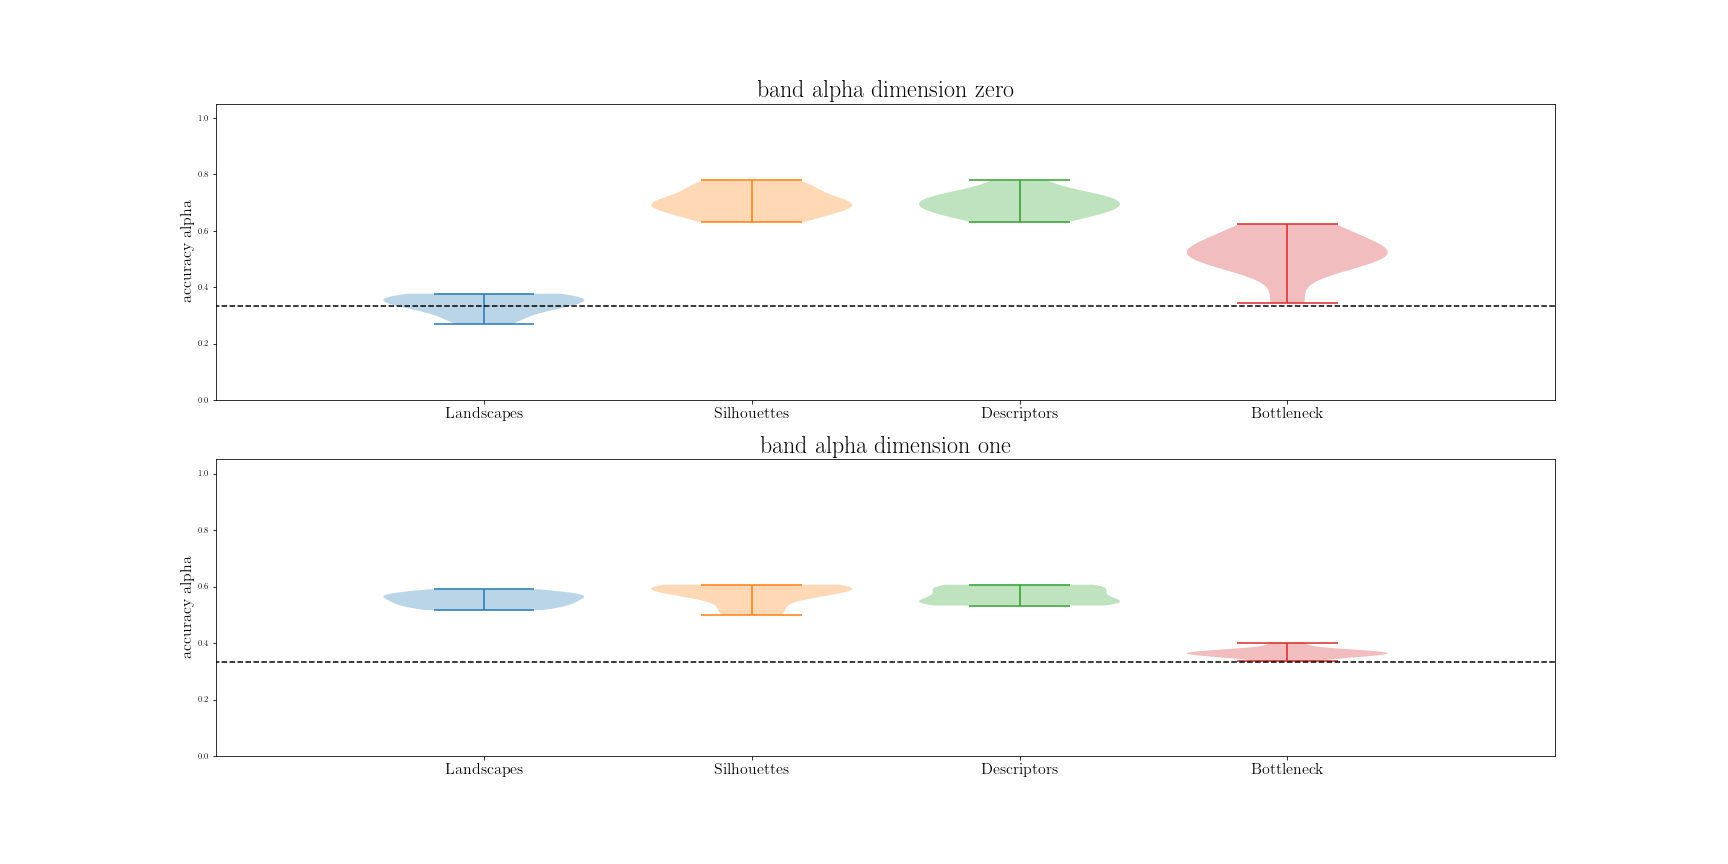 band alpha dimension zero
accuracy alpha
1.0
0.8
0.6
0.4
0.2
0.0
Landscapes Silhouettes Descriptors Bottleneck
band alpha dimension one
accuracy alpha
1.0
0.8
0.6
0.4
0.2
0.0
Landscapes Silhouettes Descriptors Bottleneck